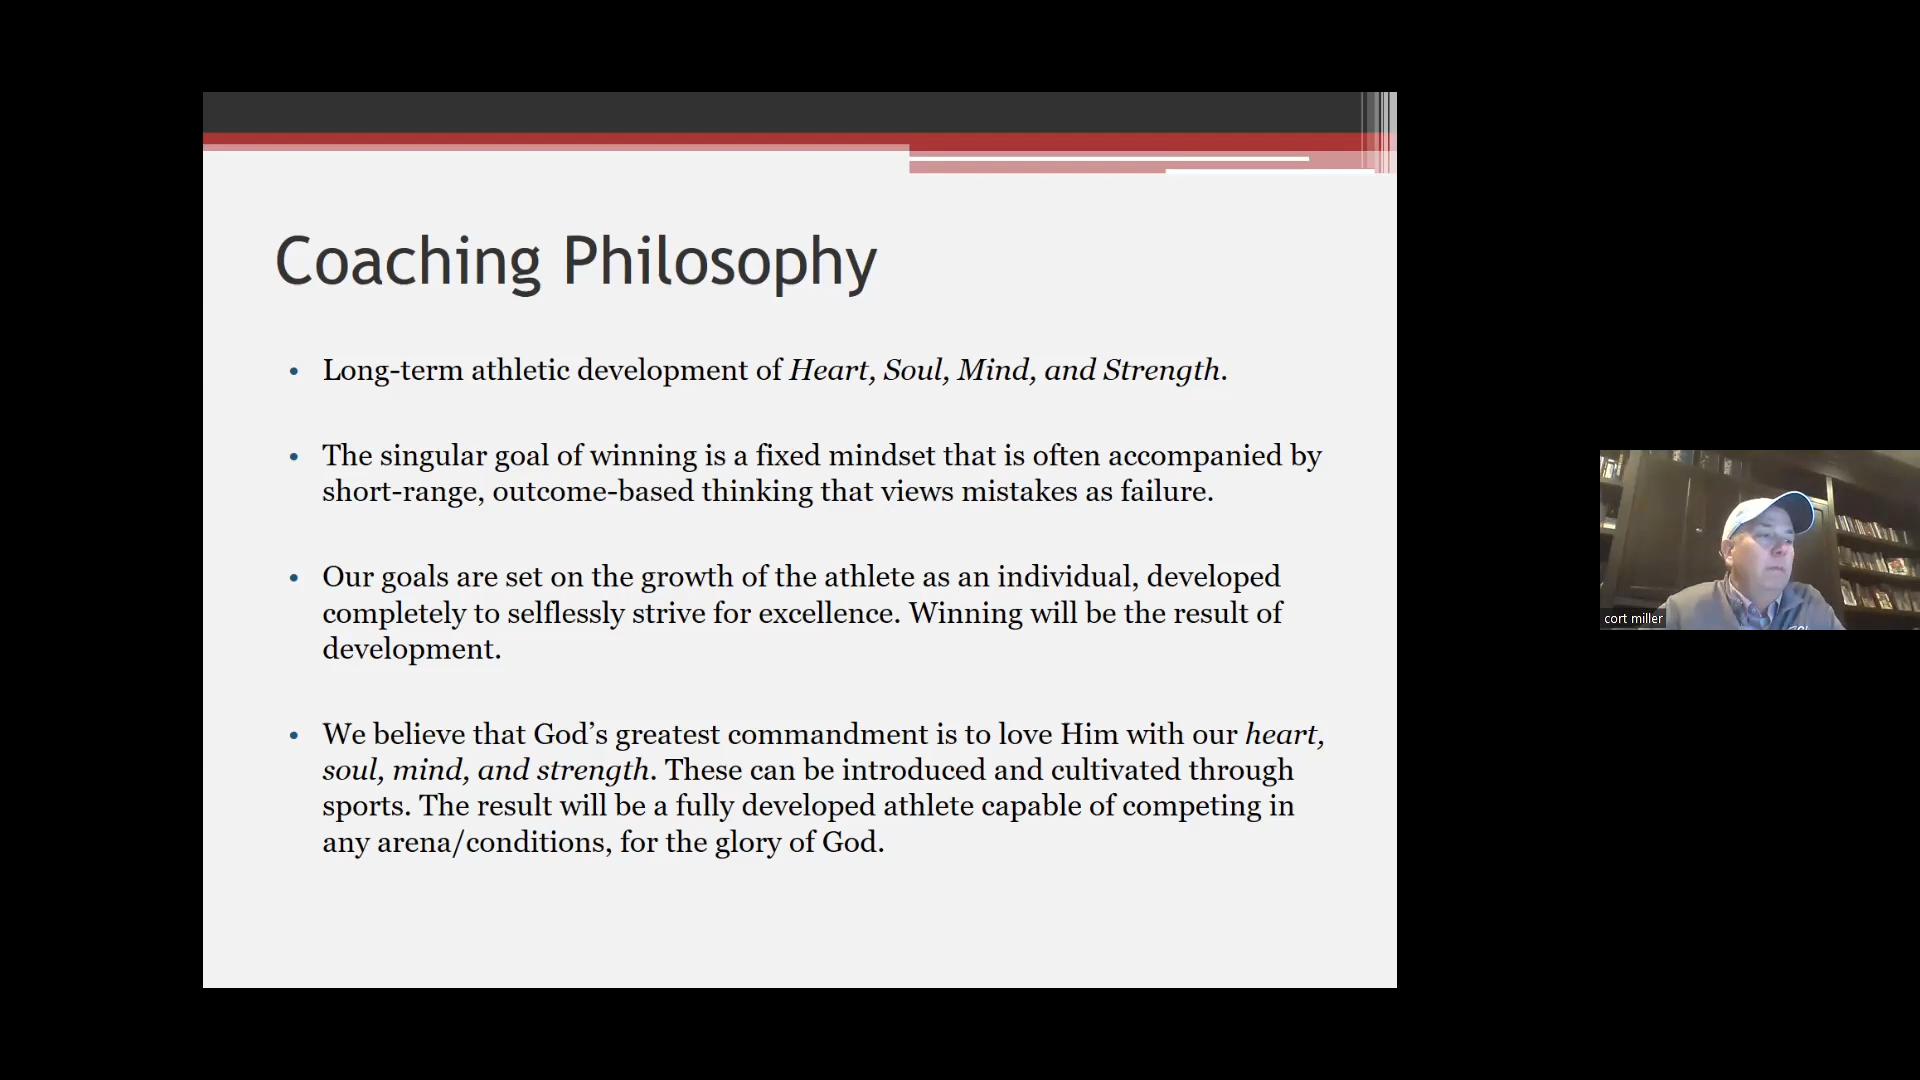 Coaching Philosophy
• Long-term athletic development of Heart, Soul, Mind, and Strength.
• The singular goal of winning is a fixed mindset that is often accompanied by
short-range, outcome-based thinking that views mistakes as failure.
• Our goals are set on the growth of the athlete as an individual, developed
completely to selflessly strive for excellence. Winning will be the result of
development.
• We believe that God’s greatest commandment is to love Him with our heart,
soul, mind, and strength. These can be introduced and cultivated through
sports. The result will be a fully developed athlete capable of competing in
any arena/conditions, for the glory of God.
cort miller